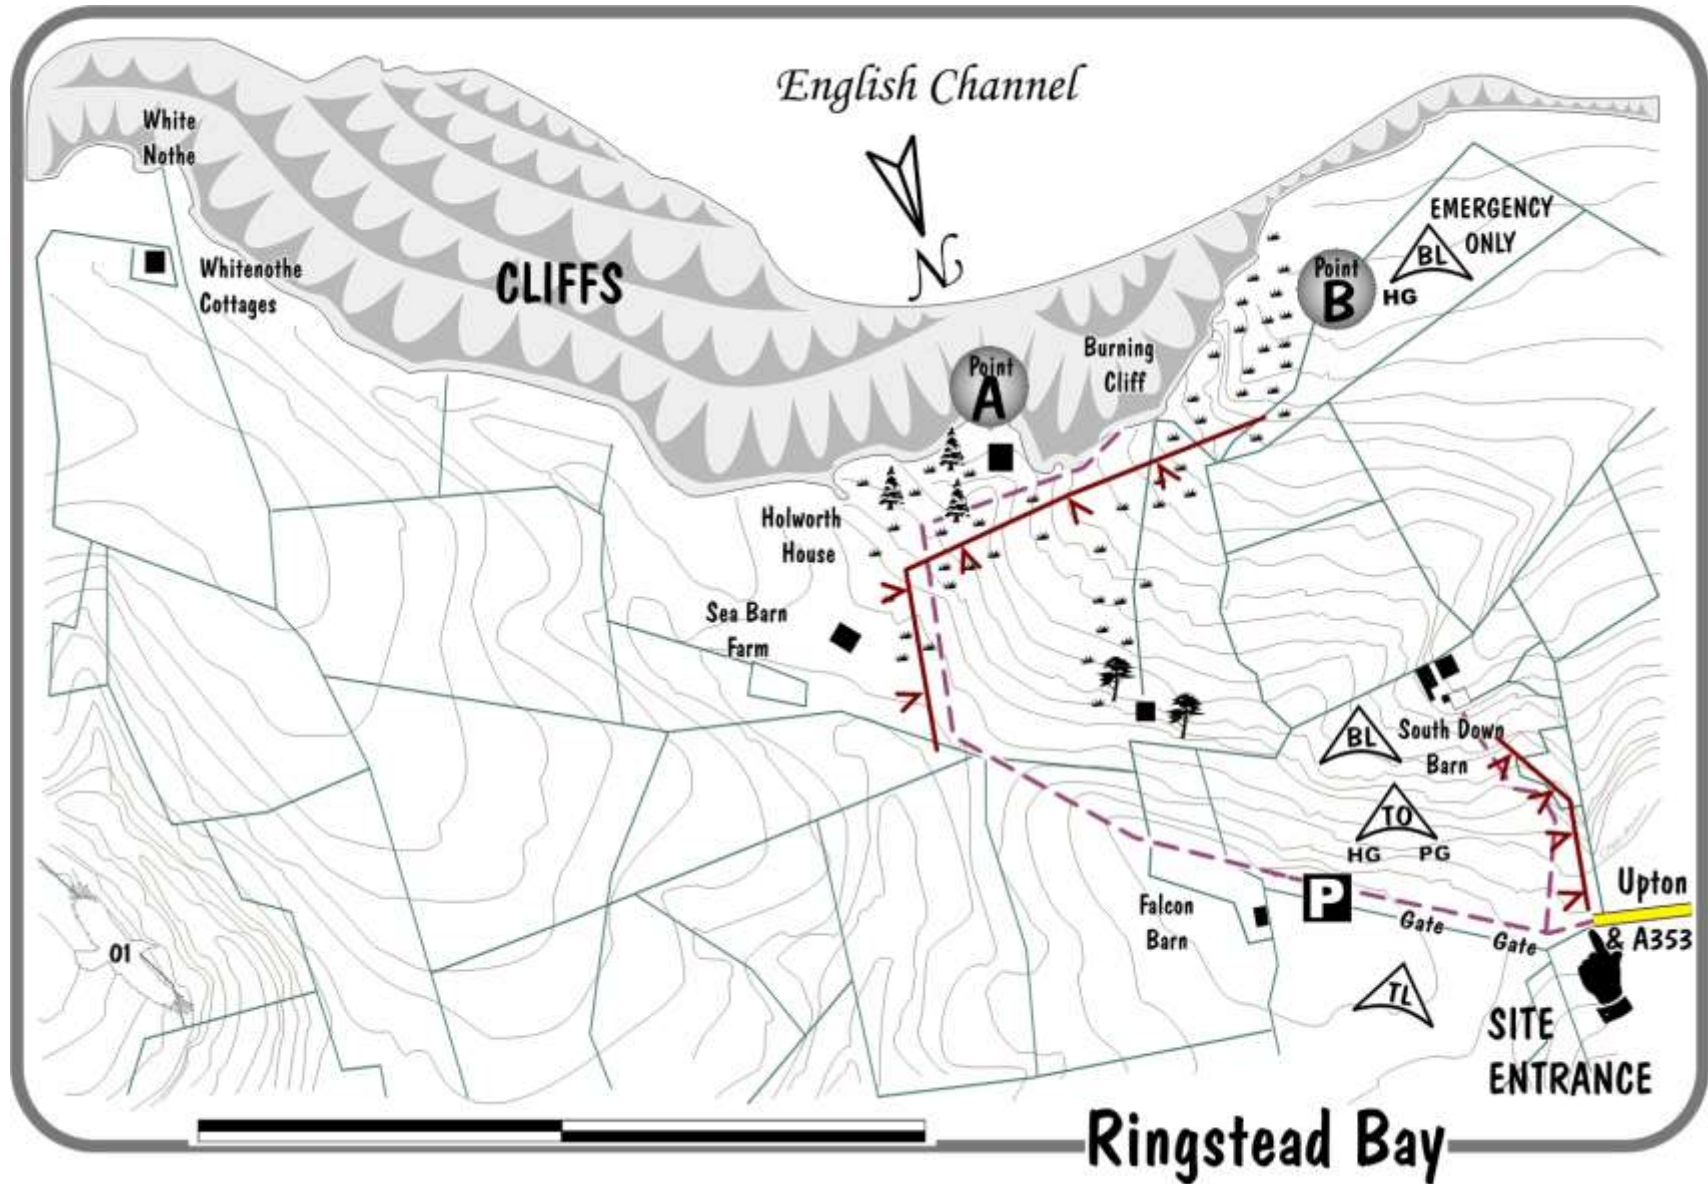 English Channel
White
Nothe
EMERGENCY
ONLY
BL
HG
Point
B
N
Whitenothe
Cottages
CLIFFS
Burning
Cliff
Point
A
Holworth
House
Sea Barn
Farm
BL
South Down
Barn
TO
HG PG
Upton
& A353
P
Gate
Gate
Falcon
Barn
01
TL
SITE
ENTRANCE
Ringstead Bay